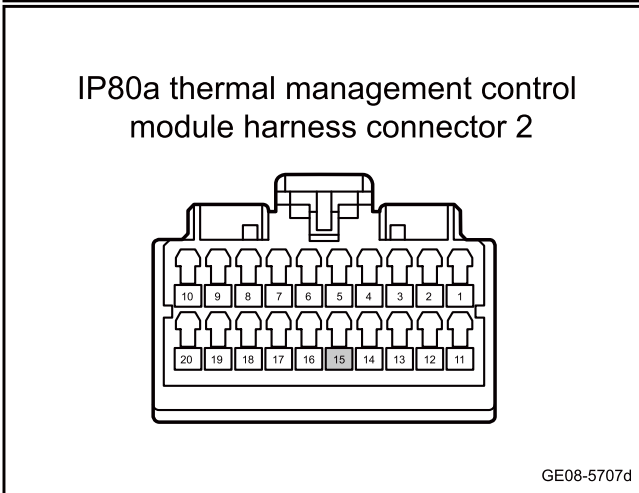 IP80a thermal management control
module harness connector 2
10 9 8 7 6 5 4 3 2 1
20 19 18 17 16 15 14 13 12 11
GE08-5707d